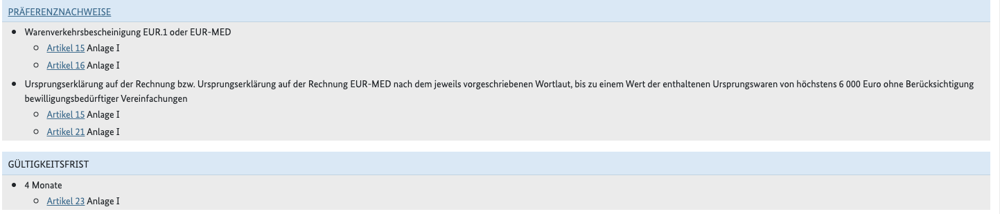 PRÄFERENZNACHWEISE
• Warenverkehrsbescheinigung EUR.1 oder EUR-MED
○ Artikel 15 Anlage I
○ Artikel 16 Anlage I
• Ursprungserklärung auf der Rechnung bzw. Ursprungserklärung auf der Rechnung EUR-MED nach dem jeweils vorgeschriebenen Wortlaut, bis zu einem Wert der enthaltenen Ursprungswaren von höchstens 6 000 Euro ohne Berücksichtigung
bewilligungsbedürftiger Vereinfachungen
○ Artikel 15 Anlage I
○ Artikel 21 Anlage I
GÜLTIGKEITSFRIST
• 4 Monate
○ Artikel 23 Anlage I